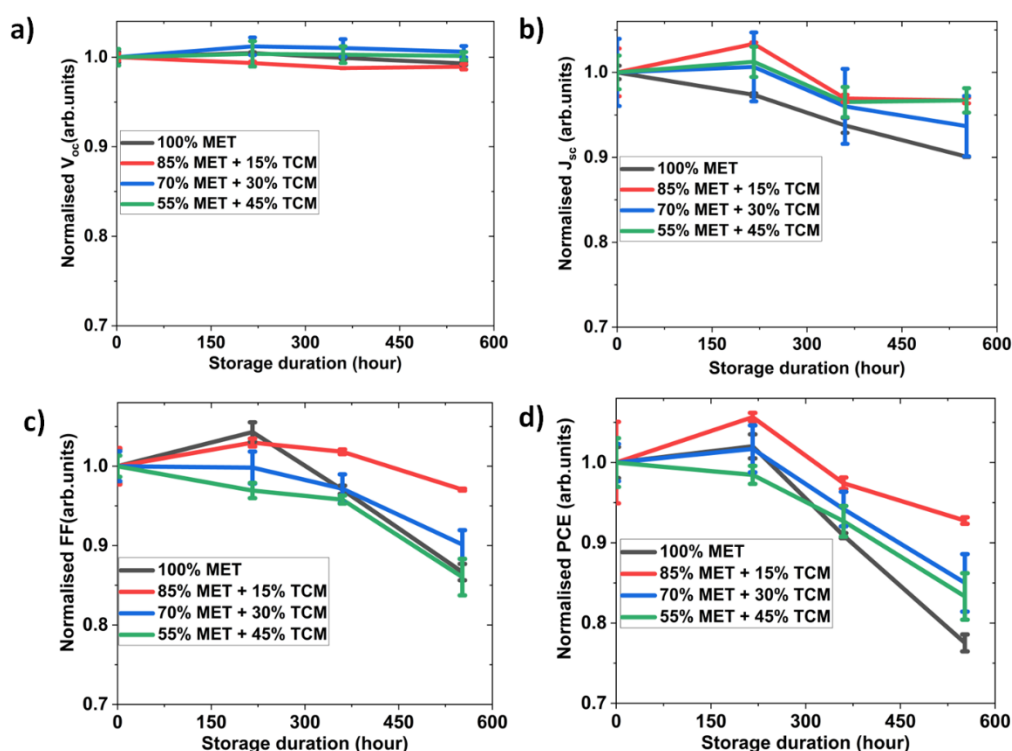 a)
Normalised Voc(arb.units)
1.0
0.9
0.8
0.7
100% MET
85% MET + 15% TCM
70% MET + 30% TCM
55% MET + 45% TCM
0 150 300 450 600
Storage duration (hour)
b)
Normalised Jsc (arb.units)
1.0
0.9
0.8
0.7
100% MET
85% MET + 15% TCM
70% MET + 30% TCM
55% MET + 45% TCM
0 150 300 450 600
Storage duration (hour)
c)
Normalised FF(arb.units)
1.0
0.9
0.8
0.7
100% MET
85% MET + 15% TCM
70% MET + 30% TCM
55% MET + 45% TCM
0 150 300 450 600
Storage duration (hour)
d)
Normalised PCE (arb.units)
1.0
0.9
0.8
0.7
100% MET
85% MET + 15% TCM
70% MET + 30% TCM
55% MET + 45% TCM
0 150 300 450 600
Storage duration (hour)